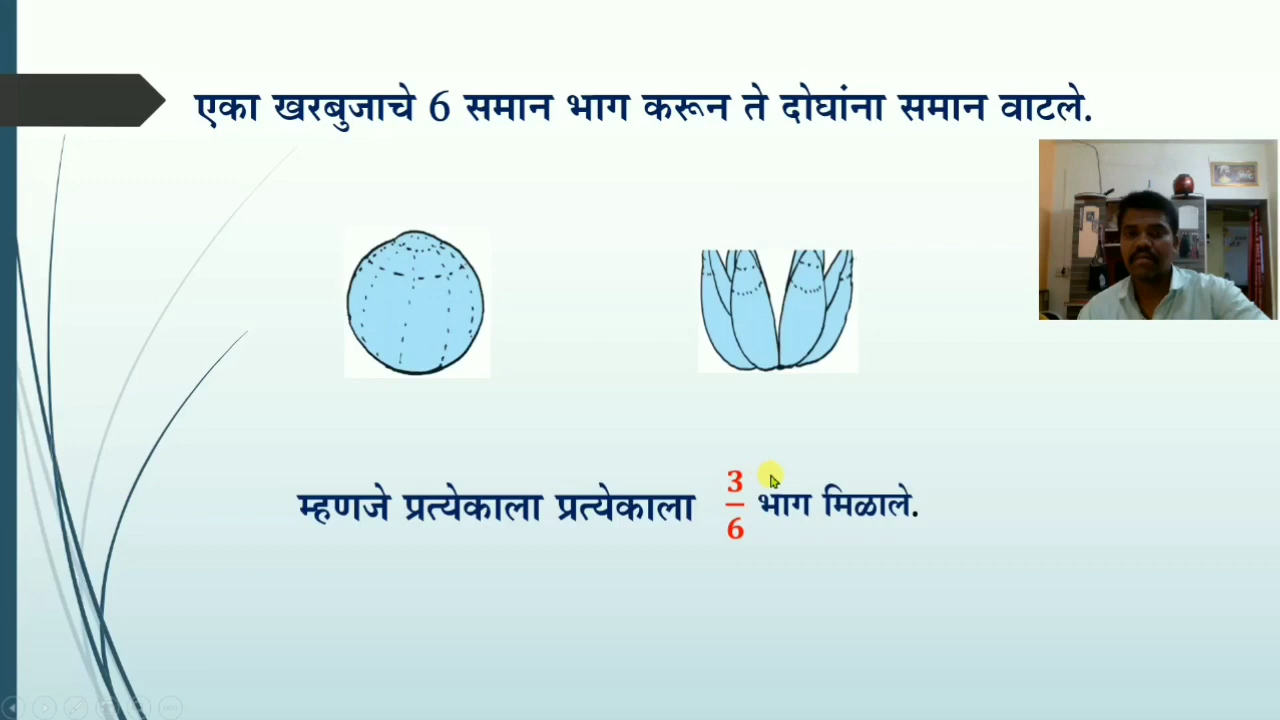 एका खरबुजाचे 6 समान भाग करून ते दोघांना समान वाटले.
म्हणजे प्रत्येकाला प्रत्येकाला 3/6 भाग मिळाले.